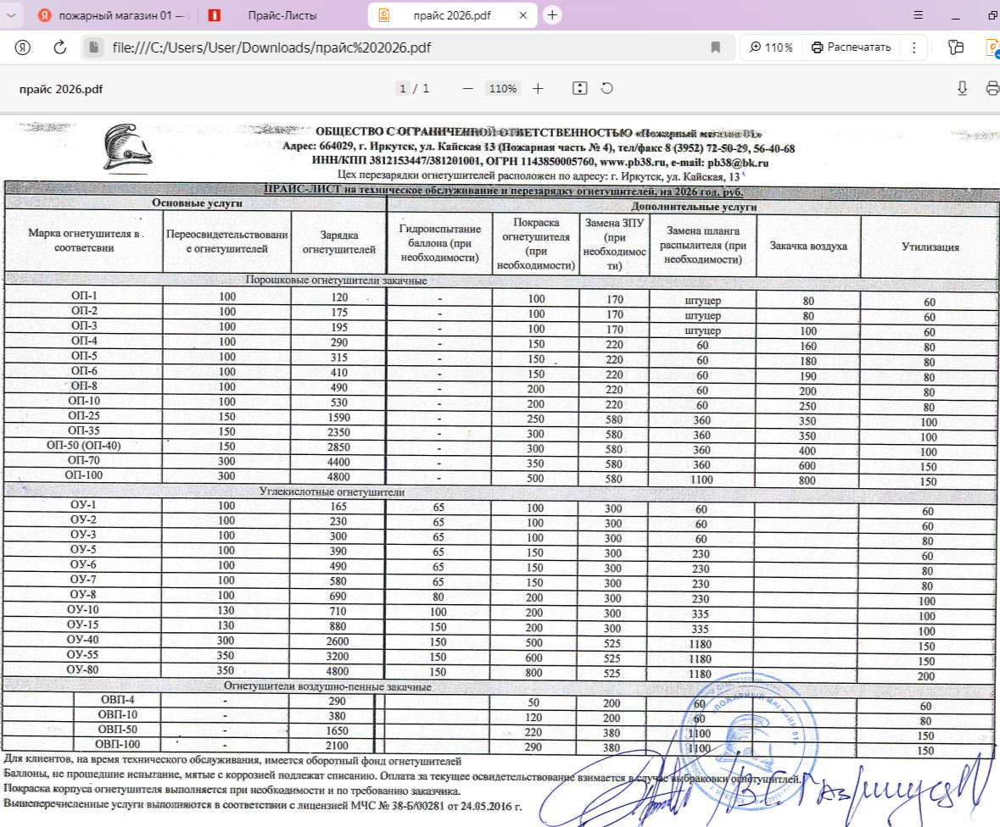 пожарный магазин 01 —
Прайс-Листы
прайс 2026.pdf
file:///C:/Users/User/Downloads/прайс%202026.pdf
110%
Распечатать
прайс 2026.pdf
1 / 1
110%
ОБЩЕСТВО С ОГРАНИЧЕННОЙ ОТВЕТСТВЕННОСТЬЮ «Пожарный магазин 01»
Адрес: 664029, г. Иркутск, ул. Кайская 13 (Пожарная часть № 4), тел/факс 8 (3952) 72-50-29, 56-40-68
ИНН/КПП 3812153447/381201001, ОГРН 1143850005760, www.pb38.ru, e-mail: pb38@bk.ru
Цех перезарядки огнетушителей расположен по адресу: г. Иркутск, ул. Кайская, 13
ПРАЙС-ЛИСТ на техническое обслуживание и перезарядку огнетушителей, на 2026 год, руб.
Основные услуги Дополнительные услуги
Марка огнетушителя в соответсвии
Переосвидетельствование огнетушителей
Зарядка огнетушителей
Гидроиспытание баллона (при необходимости)
Покраска огнетушителя (при необходимости)
Замена ЗПУ (при необходимости)
Замена шланга распылителя (при необходимости)
Закачка воздуха
Утилизация
Порошковые огнетушители закачные
ОП-1 100 120 - 100 170 штуцер 80 60
ОП-2 100 175 - 100 170 штуцер 80 60
ОП-3 100 195 - 100 170 штуцер 100 60
ОП-4 100 290 - 150 220 60 160 80
ОП-5 100 315 - 150 220 60 180 80
ОП-6 100 410 - 150 220 60 190 80
ОП-8 100 490 - 200 220 60 200 80
ОП-10 100 530 - 200 220 60 250 80
ОП-25 150 1590 - 250 580 360 350 100
ОП-35 150 2350 - 300 580 360 350 100
ОП-50 (ОП-40) 150 2850 - 300 580 360 400 100
ОП-70 300 4400 - 350 580 360 600 150
ОП-100 300 4800 - 500 580 1100 800 150
Углекислотные огнетушители
ОУ-1 100 165 65 100 300 60 60
ОУ-2 100 230 65 100 300 60 60
ОУ-3 100 300 65 100 300 60 80
ОУ-5 100 390 65 150 300 230 60
ОУ-6 100 490 65 150 300 230 80
ОУ-7 100 580 65 150 300 230 80
ОУ-8 100 690 80 200 300 230 100
ОУ-10 130 710 100 200 300 335 100
ОУ-15 130 880 150 200 300 335 100
ОУ-40 300 2600 150 500 525 1180 150
ОУ-55 350 3200 150 600 525 1180 150
ОУ-80 350 4800 150 800 525 1180 200
Огнетушители воздушно-пенные закачные
ОВП-4 - 290 50 200 60 60
ОВП-10 - 380 120 200 60 80
ОВП-50 - 1650 220 380 1100 150
ОВП-100 - 2100 290 380 1100 150
Для клиентов, на время технического обслуживания, имеется оборотный фонд огнетушителей
Баллоны, не прошедшие испытание, мятые с коррозией подлежат списанию. Оплата за текущее освидетельствование взимается в случае выбраковки огнетушителя.
Покраска корпуса огнетушителя выполняется при необходимости и по требованию заказчика.
Вышеперечисленные услуги выполняются в соответствии с лицензией МЧС № 38-Б/00281 от 24.05.2016 г.
«ПОЖАРНЫЙ МАГАЗИН 01»